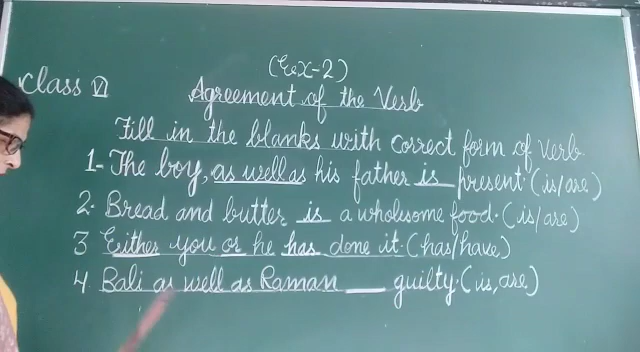 (Ex-2)
Class VI
Agreement of the Verb
Fill in the blanks with correct form of verb.
1- The boy, as well as his father is present. (is/are)
2. Bread and butter is a wholesome food. (is/are)
3 Either you or he has done it. (has/have)
4. Bali as well as Raman ___ guilty. (is, are)